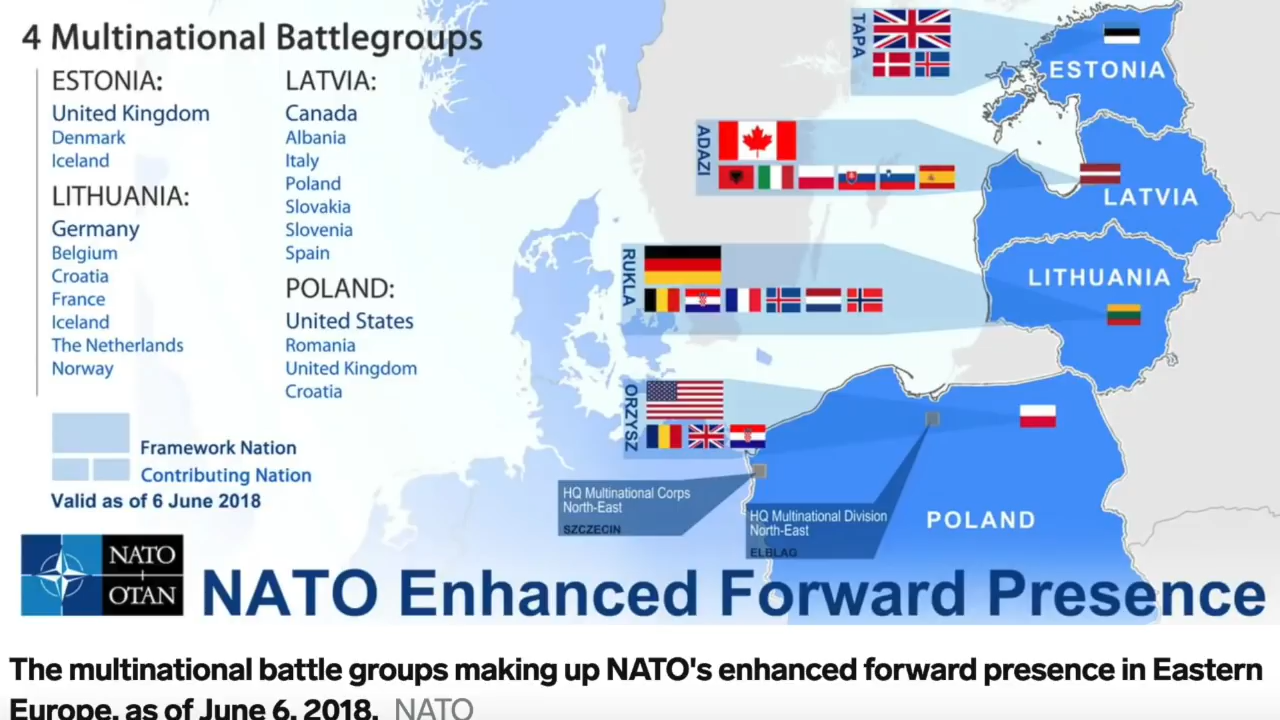 4 Multinational Battlegroups
ESTONIA:
United Kingdom
Denmark
Iceland
LITHUANIA:
Germany
Belgium
Croatia
France
Iceland
The Netherlands
Norway
LATVIA:
Canada
Albania
Italy
Poland
Slovakia
Slovenia
Spain
POLAND:
United States
Romania
United Kingdom
Croatia
Framework Nation
Contributing Nation
Valid as of 6 June 2018
TAPA
ESTONIA
ADAZI
LATVIA
RUKLA
LITHUANIA
ORZYSZ
HQ Multinational Corps
North-East
SZCZECIN
HQ Multinational Division
North-East
ELBLAG
POLAND
NATO
OTAN
NATO Enhanced Forward Presence
The multinational battle groups making up NATO's enhanced forward presence in Eastern
Europe, as of June 6, 2018. NATO